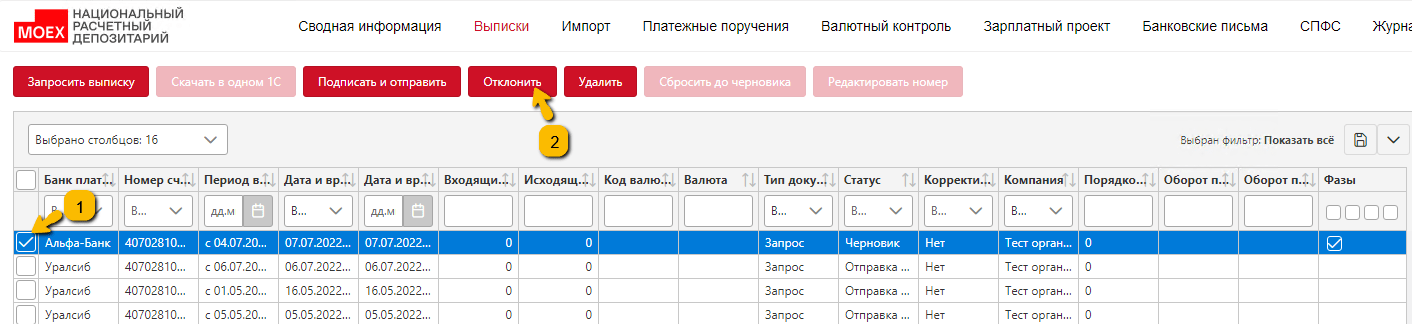 MOEX
НАЦИОНАЛЬНЫЙ
РАСЧЕТНЫЙ
ДЕПОЗИТАРИЙ
Сводная информация Выписки Импорт Платежные поручения Валютный контроль Зарплатный проект Банковские письма СПФС Журна
Запросить выписку Скачать в одном 1С Подписать и отправить Отклонить Удалить Сбросить до черновика Редактировать номер
2
Выбрано столбцов: 16 Выбран фильтр: Показать всё
Банк плат... Номер сч... Период в... Дата и вр... Дата и вр... Входящи... Исходящ... Код валю... Валюта Тип доку... Статус Корректи... Компания Порядко... Оборот п... Оборот п... Фазы
1
В... В... дд.м В... дд.м В... В... В... В...
Альфа-Банк 40702810... с 04.07.20... 07.07.2022... 07.07.2022... 0 0 Запрос Черновик Нет Тест орган... 0
Уралсиб 40702810... с 06.07.20... 06.07.2022... 06.07.2022... 0 0 Запрос Отправка ... Нет Тест орган... 0
Уралсиб 40702810... с 01.05.20... 16.05.2022... 16.05.2022... 0 0 Запрос Отправка ... Нет Тест орган... 0
Уралсиб 40702810... с 05.05.20... 05.05.2022... 05.05.2022... 0 0 Запрос Отправка ... Нет Тест орган... 0